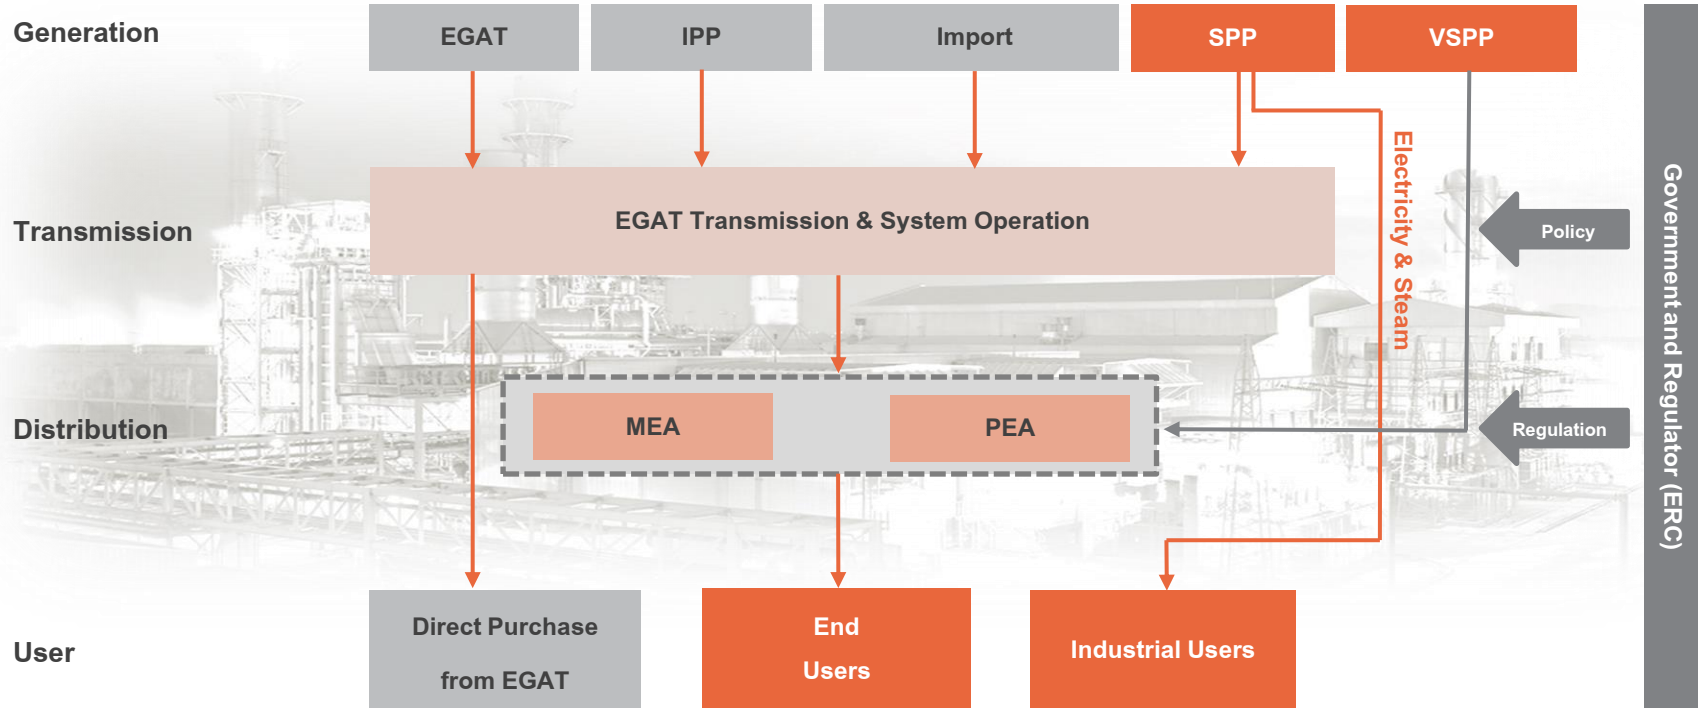 Generation
EGAT
IPP
Import
SPP
VSPP
Electricity & Steam
Government and Regulator (ERC)
Transmission
EGAT Transmission & System Operation
Policy
Distribution
MEA
PEA
Regulation
User
Direct Purchase
from EGAT
End
Users
Industrial Users